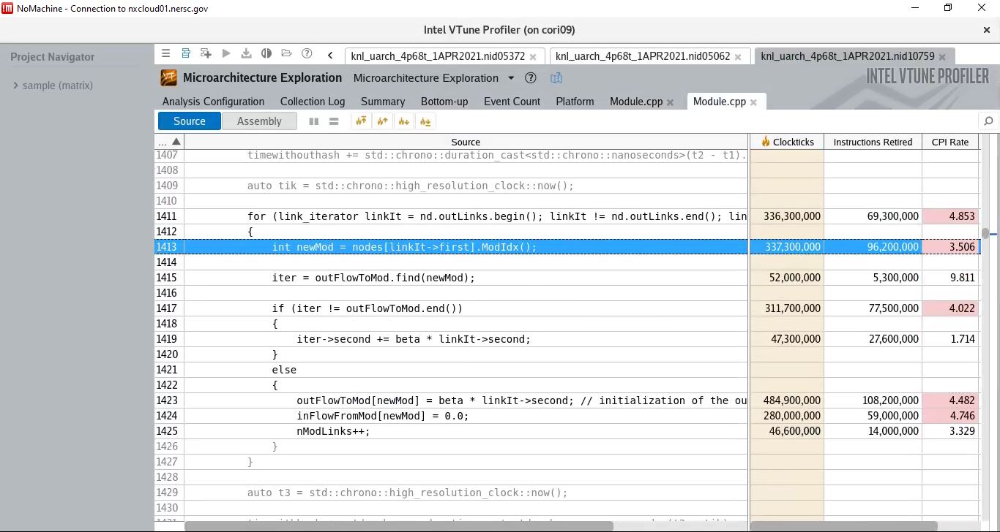 NoMachine - Connection to nxcloud01.nersc.gov
Intel VTune Profiler (on cori09)
Project Navigator
sample (matrix)
knl_uarch_4p68t_1APR2021.nid05372
knl_uarch_4p68t_1APR2021.nid05062
knl_uarch_4p68t_1APR2021.nid10759
Microarchitecture Exploration Microarchitecture Exploration
INTEL VTUNE PROFILER
Analysis Configuration Collection Log Summary Bottom-up Event Count Platform Module.cpp Module.cpp
Source Assembly
... Source Clockticks Instructions Retired CPI Rate
1407 timewithouthash += std::chrono::duration_cast<std::chrono::nanoseconds>(t2 - t1).
1408
1409 auto tik = std::chrono::high_resolution_clock::now();
1410
1411 for (link_iterator linkIt = nd.outLinks.begin(); linkIt != nd.outLinks.end(); lin 336,300,000 69,300,000 4.853
1412 {
1413 int newMod = nodes[linkIt->first].ModIdx(); 337,300,000 96,200,000 3.506
1414
1415 iter = outFlowToMod.find(newMod); 52,000,000 5,300,000 9.811
1416
1417 if (iter != outFlowToMod.end()) 311,700,000 77,500,000 4.022
1418 {
1419 iter->second += beta * linkIt->second; 47,300,000 27,600,000 1.714
1420 }
1421 else
1422 {
1423 outFlowToMod[newMod] = beta * linkIt->second; // initialization of the ou 484,900,000 108,200,000 4.482
1424 inFlowFromMod[newMod] = 0.0; 280,000,000 59,000,000 4.746
1425 nModLinks++; 46,600,000 14,000,000 3.329
1426 }
1427 }
1428
1429 auto t3 = std::chrono::high_resolution_clock::now();
1430